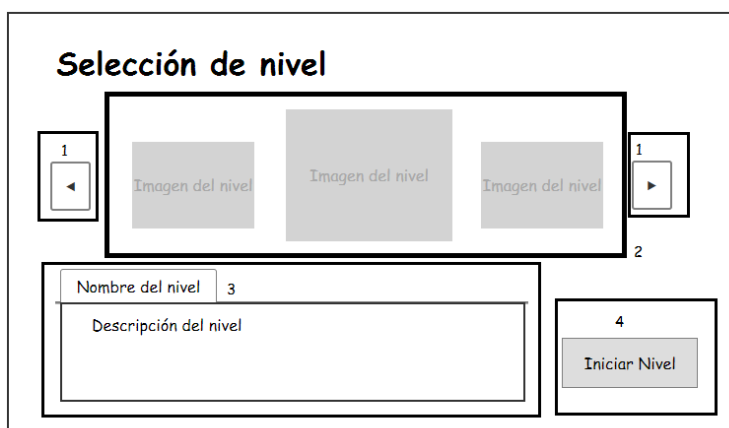 Selección de nivel
1
1
◄
Imagen del nivel
Imagen del nivel
Imagen del nivel
►
2
Nombre del nivel
3
Descripción del nivel
4
Iniciar Nivel